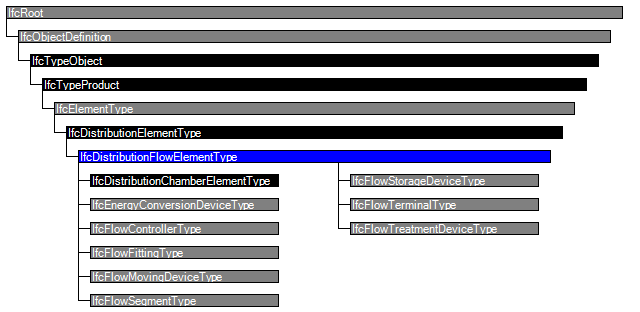 IfcRoot
IfcObjectDefinition
IfcTypeObject
IfcTypeProduct
IfcElementType
IfcDistributionElementType
IfcDistributionFlowElementType
IfcDistributionChamberElementType
IfcEnergyConversionDeviceType
IfcFlowControllerType
IfcFlowFittingType
IfcFlowMovingDeviceType
IfcFlowSegmentType
IfcFlowStorageDeviceType
IfcFlowTerminalType
IfcFlowTreatmentDeviceType